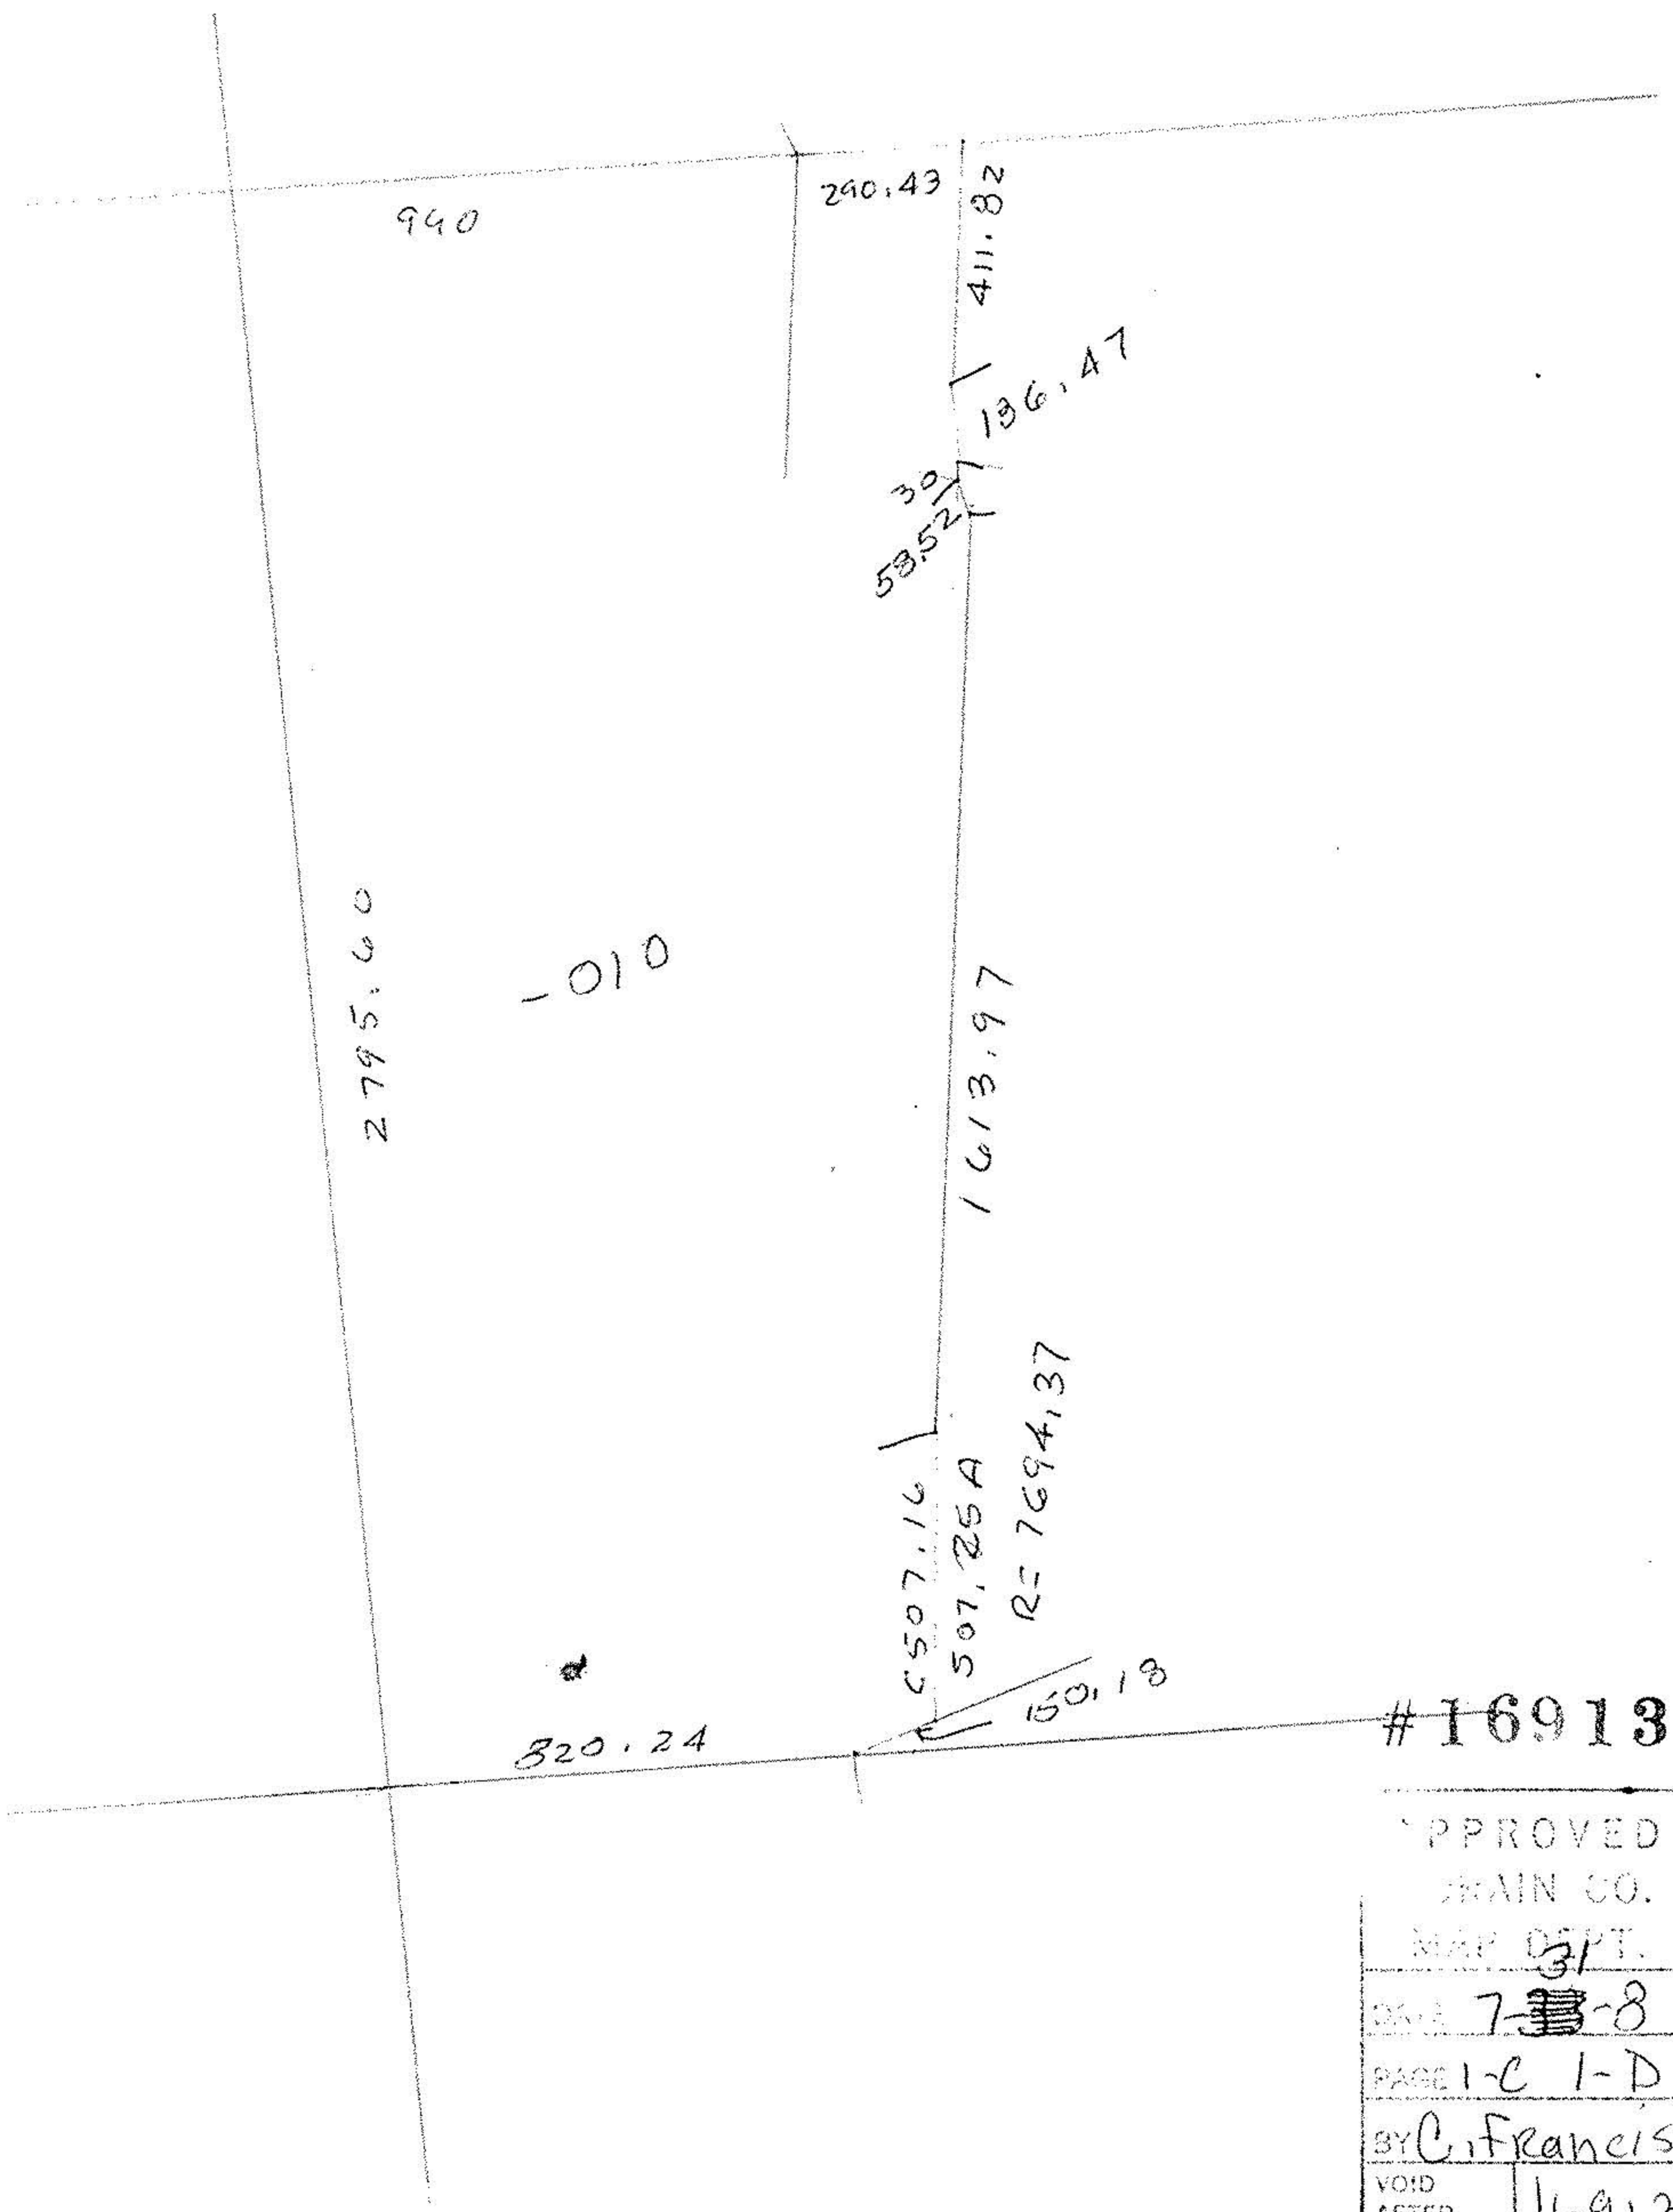 940
290.43
411.82
136.47
30
58.52
2795.60
-010
1613.97
C507.16
507.25A
R=7694.37
150.18
820.24
#16913
PPROVED
CO.
MAP DEPT.
31
7- -8
PAGE 1-C 1-D
BY C. Francis
VOID